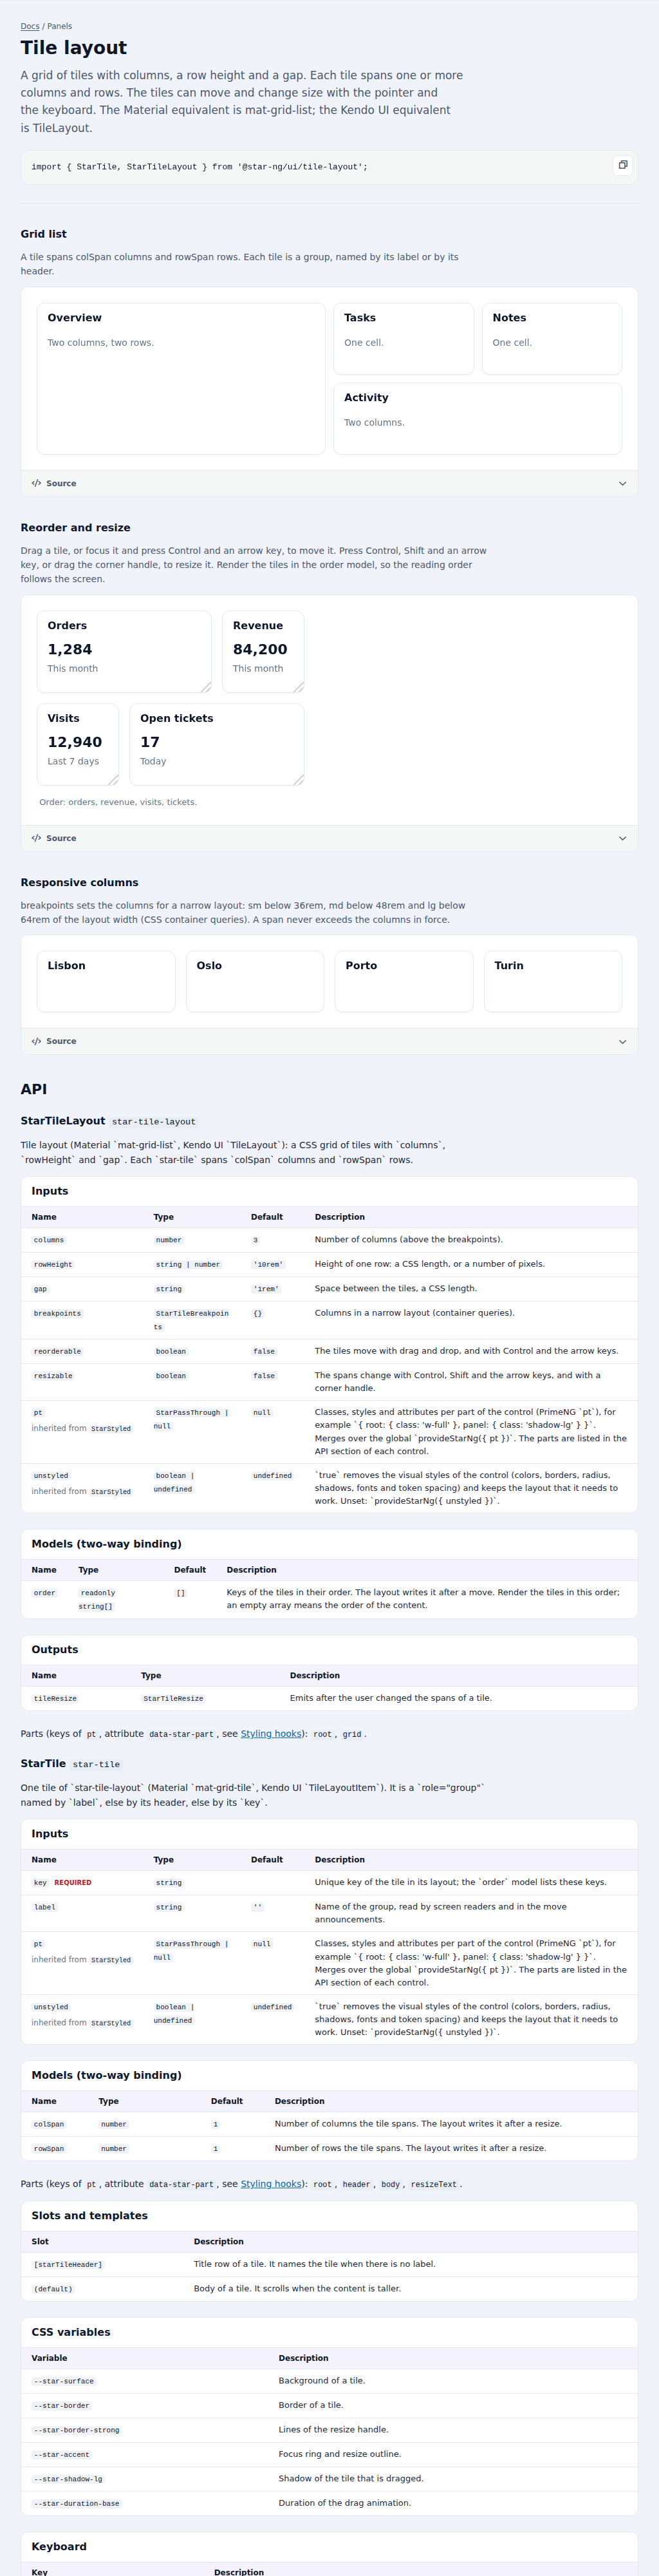 Docs / Panels
Tile layout
A grid of tiles with columns, a row height and a gap. Each tile spans one or more
columns and rows. The tiles can move and change size with the pointer and
the keyboard. The Material equivalent is mat-grid-list; the Kendo UI equivalent
is TileLayout.
import { StarTile, StarTileLayout } from '@star-ng/ui/tile-layout';
Grid list
A tile spans colSpan columns and rowSpan rows. Each tile is a group, named by its label or by its
header.
Overview
Two columns, two rows.
Tasks
One cell.
Notes
One cell.
Activity
Two columns.
Source
Reorder and resize
Drag a tile, or focus it and press Control and an arrow key, to move it. Press Control, Shift and an arrow
key, or drag the corner handle, to resize it. Render the tiles in the order model, so the reading order
follows the screen.
Orders
1,284
This month
Revenue
84,200
This month
Visits
12,940
Last 7 days
Open tickets
17
Today
Order: orders, revenue, visits, tickets.
Source
Responsive columns
breakpoints sets the columns for a narrow layout: sm below 36rem, md below 48rem and lg below
64rem of the layout width (CSS container queries). A span never exceeds the columns in force.
Lisbon
Oslo
Porto
Turin
Source
API
StarTileLayout star-tile-layout
Tile layout (Material `mat-grid-list`, Kendo UI `TileLayout`): a CSS grid of tiles with `columns`,
`rowHeight` and `gap`. Each `star-tile` spans `colSpan` columns and `rowSpan` rows.
Inputs
Name Type Default Description
columns number 3 Number of columns (above the breakpoints).
rowHeight string | number '10rem' Height of one row: a CSS length, or a number of pixels.
gap string '1rem' Space between the tiles, a CSS length.
breakpoints StarTileBreakpoin {} Columns in a narrow layout (container queries).
ts
reorderable boolean false The tiles move with drag and drop, and with Control and the arrow keys.
resizable boolean false The spans change with Control, Shift and the arrow keys, and with a
corner handle.
pt StarPassThrough | null Classes, styles and attributes per part of the control (PrimeNG `pt`), for
inherited from StarStyled null example `{ root: { class: 'w-full' }, panel: { class: 'shadow-lg' } }`.
Merges over the global `provideStarNg({ pt })`. The parts are listed in the
API section of each control.
unstyled boolean | undefined `true` removes the visual styles of the control (colors, borders, radius,
inherited from StarStyled undefined shadows, fonts and token spacing) and keeps the layout that it needs to
work. Unset: `provideStarNg({ unstyled })`.
Models (two-way binding)
Name Type Default Description
order readonly [] Keys of the tiles in their order. The layout writes it after a move. Render the tiles in this order;
string[] an empty array means the order of the content.
Outputs
Name Type Description
tileResize StarTileResize Emits after the user changed the spans of a tile.
Parts (keys of pt, attribute data-star-part, see Styling hooks): root, grid.
StarTile star-tile
One tile of `star-tile-layout` (Material `mat-grid-tile`, Kendo UI `TileLayoutItem`). It is a `role="group"`
named by `label`, else by its header, else by its `key`.
Inputs
Name Type Default Description
key REQUIRED string Unique key of the tile in its layout; the `order` model lists these keys.
label string '' Name of the group, read by screen readers and in the move
announcements.
pt StarPassThrough | null Classes, styles and attributes per part of the control (PrimeNG `pt`), for
inherited from StarStyled null example `{ root: { class: 'w-full' }, panel: { class: 'shadow-lg' } }`.
Merges over the global `provideStarNg({ pt })`. The parts are listed in the
API section of each control.
unstyled boolean | undefined `true` removes the visual styles of the control (colors, borders, radius,
inherited from StarStyled undefined shadows, fonts and token spacing) and keeps the layout that it needs to
work. Unset: `provideStarNg({ unstyled })`.
Models (two-way binding)
Name Type Default Description
colSpan number 1 Number of columns the tile spans. The layout writes it after a resize.
rowSpan number 1 Number of rows the tile spans. The layout writes it after a resize.
Parts (keys of pt, attribute data-star-part, see Styling hooks): root, header, body, resizeText.
Slots and templates
Slot Description
[starTileHeader] Title row of a tile. It names the tile when there is no label.
(default) Body of a tile. It scrolls when the content is taller.
CSS variables
Variable Description
--star-surface Background of a tile.
--star-border Border of a tile.
--star-border-strong Lines of the resize handle.
--star-accent Focus ring and resize outline.
--star-shadow-lg Shadow of the tile that is dragged.
--star-duration-base Duration of the drag animation.
Keyboard
Key Description